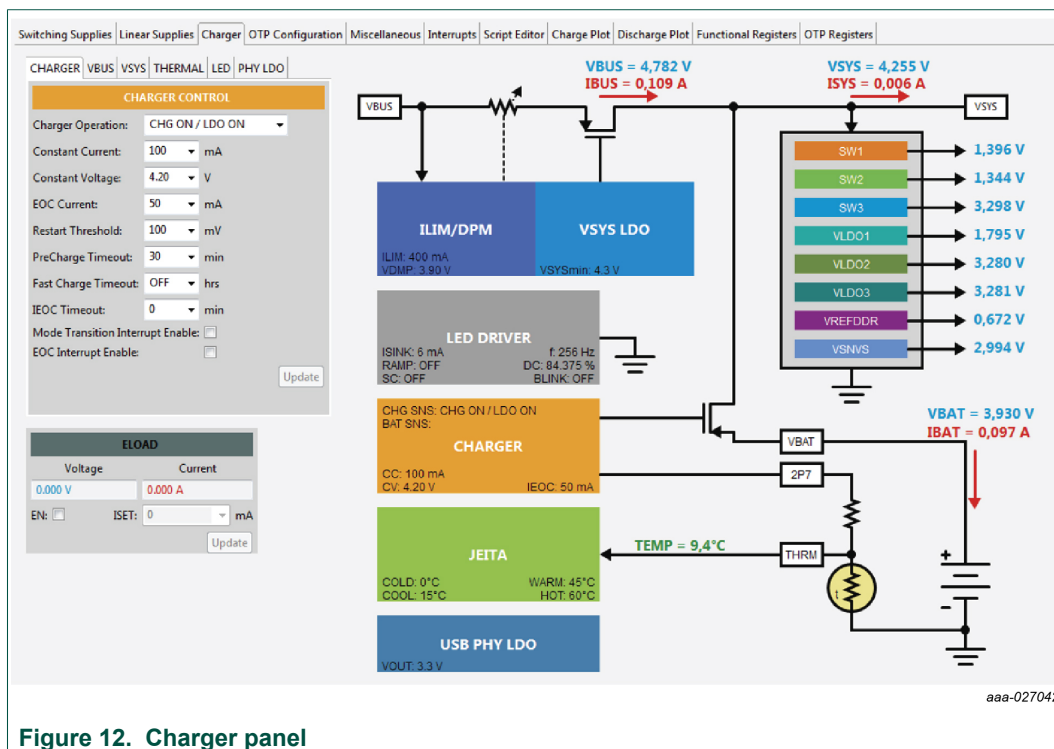 Switching Supplies Linear Supplies Charger OTP Configuration Miscellaneous Interrupts Script Editor Charge Plot Discharge Plot Functional Registers OTP Registers
CHARGER VBUS VSYS THERMAL LED PHY LDO
CHARGER CONTROL
Charger Operation: CHG ON / LDO ON
Constant Current: 100 mA
Constant Voltage: 4.20 V
EOC Current: 50 mA
Restart Threshold: 100 mV
PreCharge Timeout: 30 min
Fast Charge Timeout: OFF hrs
IEOC Timeout: 0 min
Mode Transition Interrupt Enable:
EOC Interrupt Enable:
Update
ELOAD
Voltage Current
0.000 V 0.000 A
EN: ISET: 0 mA
Update
VBUS
VBUS = 4,782 V
IBUS = 0,109 A
VSYS = 4,255 V
ISYS = 0,006 A
VSYS
ILIM/DPM
ILIM: 400 mA
VDMP: 3.90 V
VSYS LDO
VSYSmin: 4.3 V
SW1 1,396 V
SW2 1,344 V
SW3 3,298 V
VLDO1 1,795 V
VLDO2 3,280 V
VLDO3 3,281 V
VREFDDR 0,672 V
VSNVS 2,994 V
LED DRIVER
ISINK: 6 mA f: 256 Hz
RAMP: OFF DC: 84.375 %
SC: OFF BLINK: OFF
CHG SNS: CHG ON / LDO ON
BAT SNS:
CHARGER
CC: 100 mA
CV: 4.20 V IEOC: 50 mA
VBAT = 3,930 V
IBAT = 0,097 A
VBAT
2P7
JEITA
COLD: 0°C WARM: 45°C
COOL: 15°C HOT: 60°C
TEMP = 9,4°C
THRM
t
+
-
USB PHY LDO
VOUT: 3.3 V
aaa-027042
Figure 12. Charger panel